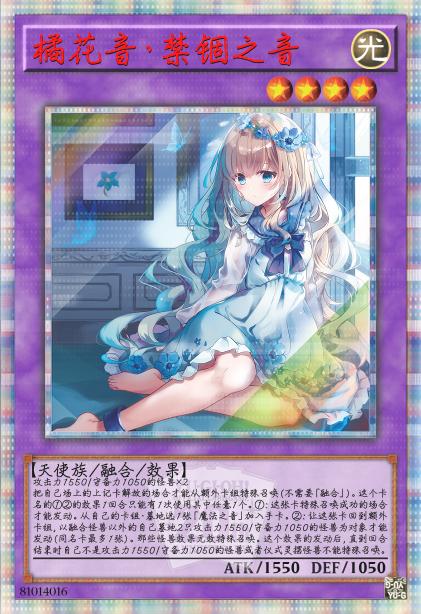 橘花音·禁锢之音
光
【天使族/融合/效果】
攻击力1550/守备力1050的怪兽×2
把自己场上的上记卡解放的场合才能从额外卡组特殊召唤(不需要「融合」)。这个卡
名的①②的效果1回合只能有1次使用其中任意1个。①:这张卡特殊召唤成功的场合
才能发动。从自己的卡组·墓地选1张「魔法之音」加入手卡。②:让这张卡回到额外
卡组,以融合怪兽以外的自己墓地2只攻击力1550/守备力1050的怪兽为对象才能
发动(同名卡最多1张)。那些怪兽效果无效特殊召唤。这个效果的发动后,直到回合
结束时自己不是攻击力1550/守备力1050的怪兽或者仪式灵摆怪兽不能特殊召唤。
ATK/1550 DEF/1050
81014016